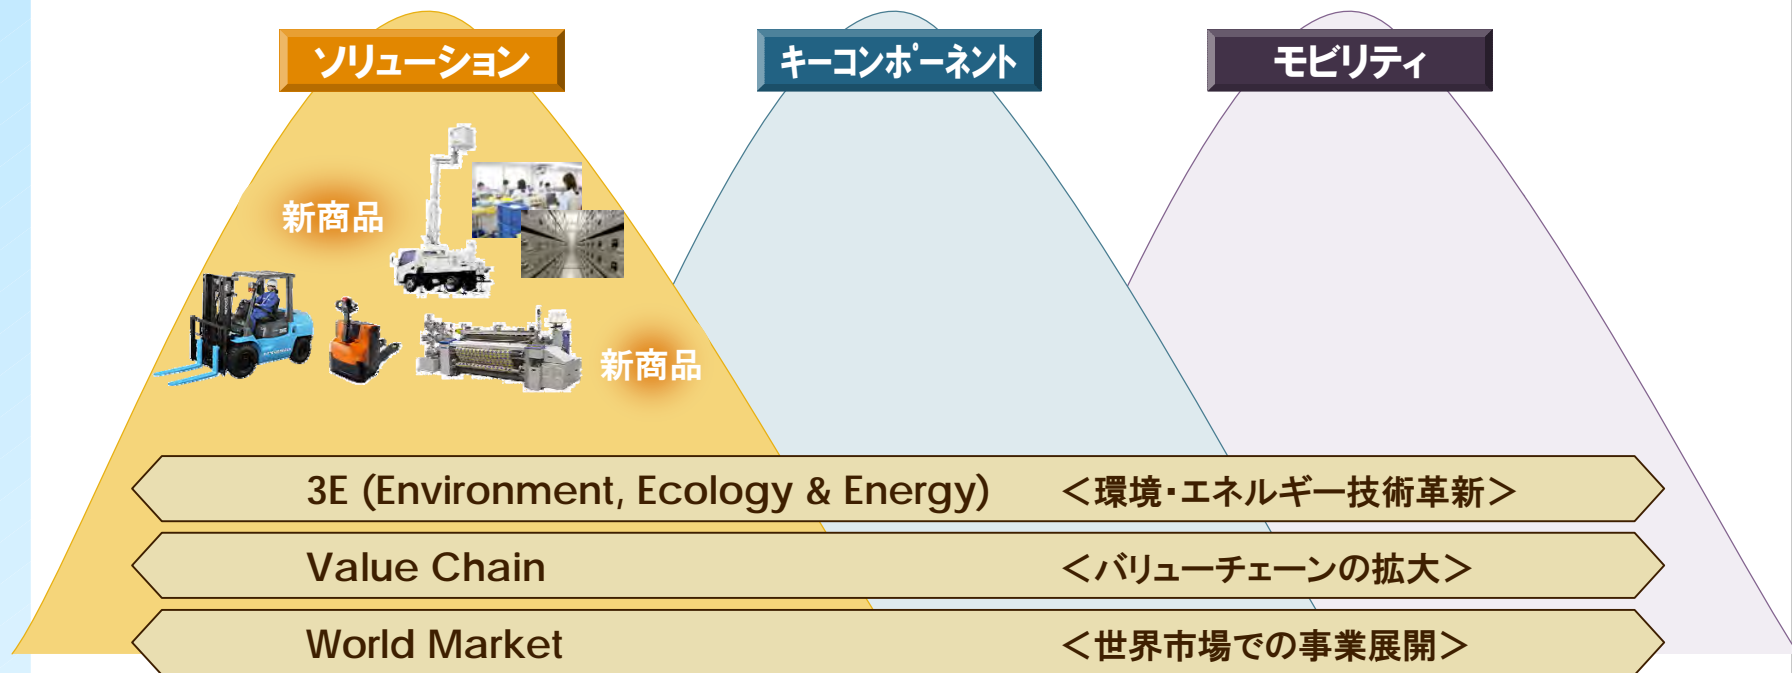 ソリューション
キーコンポーネント
モビリティ
新商品
新商品
3E (Environment, Ecology & Energy) ＜環境・エネルギー技術革新＞
Value Chain ＜バリューチェーンの拡大＞
World Market ＜世界市場での事業展開＞